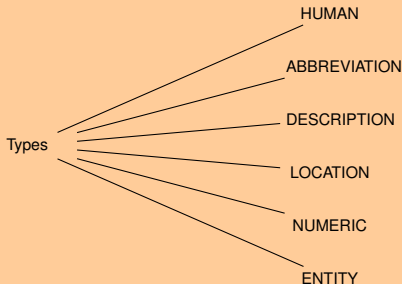 HUMAN
ABBREVIATION
DESCRIPTION
Types
LOCATION
NUMERIC
ENTITY